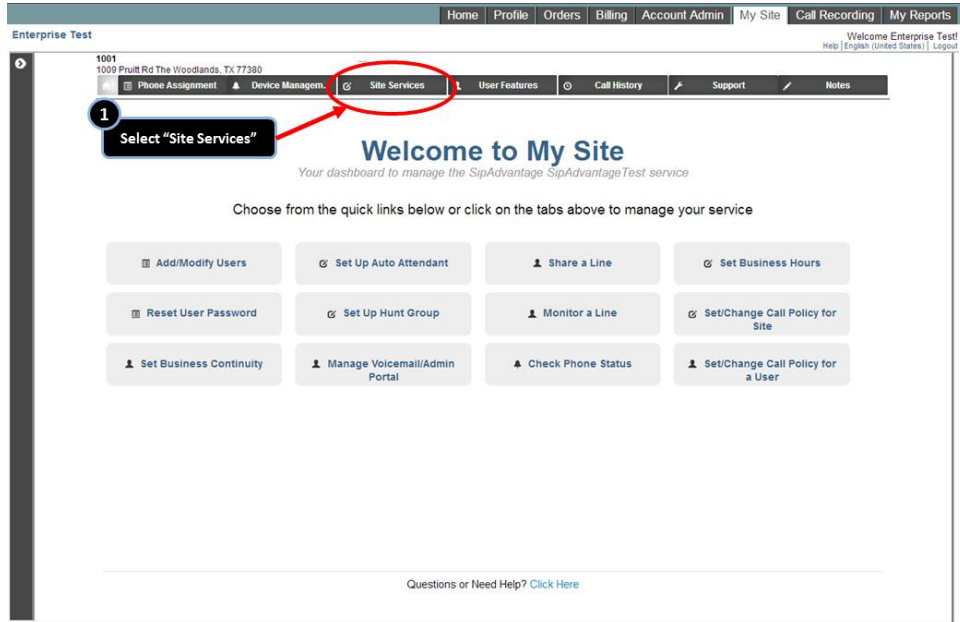 Home Profile Orders Billing Account Admin My Site Call Recording My Reports
Enterprise Test
Welcome Enterprise Test!
Help | English (United States) | Logout
1001
1009 Pruitt Rd The Woodlands, TX 77380
Phone Assignment Device Managem... Site Services User Features Call History Support Notes
1
Select “Site Services”
Welcome to My Site
Your dashboard to manage the SipAdvantage SipAdvantageTest service
Choose from the quick links below or click on the tabs above to manage your service
Add/Modify Users Set Up Auto Attendant Share a Line Set Business Hours
Reset User Password Set Up Hunt Group Monitor a Line Set/Change Call Policy for
Site
Set Business Continuity Manage Voicemail/Admin Check Phone Status Set/Change Call Policy for
Portal a User
Questions or Need Help? Click Here